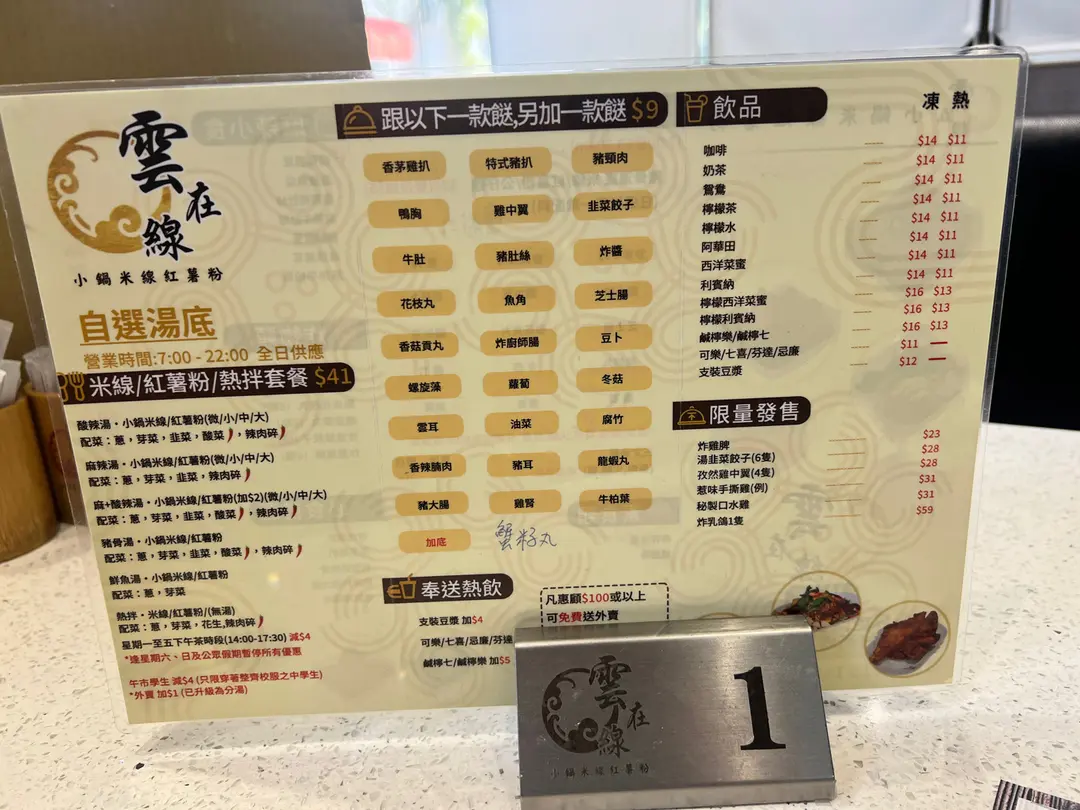 雲在線
小鍋米線紅薯粉
自選湯底
營業時間:7:00 - 22:00 全日供應
米線/紅薯粉/熱拌套餐 $41
酸辣湯・小鍋米線/紅薯粉(微/小/中/大)
配菜：蔥，芽菜，韭菜，酸菜，辣肉碎
麻辣湯・小鍋米線/紅薯粉(微/小/中/大)
配菜：蔥，芽菜，韭菜，辣肉碎
麻+酸辣湯・小鍋米線/紅薯粉(加$2)(微/小/中/大)
配菜：蔥，芽菜，韭菜，酸菜，辣肉碎
豬骨湯・小鍋米線/紅薯粉
配菜：蔥，芽菜，韭菜，酸菜，辣肉碎
鮮魚湯・小鍋米線/紅薯粉
配菜：蔥，芽菜
熱拌・米線/紅薯粉/(無湯)
配菜：蔥，芽菜，花生,辣肉碎
星期一至五下午茶時段(14:00-17:30) 減$4
*逢星期六、日及公眾假期暫停所有優惠
午市學生 減$4 (只限穿著整齊校服之中學生)
*外賣 加$1 (已升級為分湯)
跟以下一款餸,另加一款餸 $9
香茅雞扒 特式豬扒 豬頸肉
鴨胸 雞中翼 韭菜餃子
牛肚 豬肚絲 炸醬
花枝丸 魚角 芝士腸
香菇貢丸 炸廚師腸 豆卜
螺旋藻 蘿蔔 冬菇
雲耳 油菜 腐竹
香辣腩肉 豬耳 龍蝦丸
豬大腸 雞腎 牛柏葉
加底 蟹籽丸
奉送熱飲
支裝豆漿 加$4
可樂/七喜/忌廉/芬達
鹹檸七/鹹檸樂 加$5
凡惠顧$100或以上
可免費送外賣
飲品 凍 熱
咖啡 $14 $11
奶茶 $14 $11
鴛鴦 $14 $11
檸檬茶 $14 $11
檸檬水 $14 $11
阿華田 $14 $11
西洋菜蜜 $14 $11
利賓納 $14 $11
檸檬西洋菜蜜 $16 $13
檸檬利賓納 $16 $13
鹹檸樂/鹹檸七 $16 $13
可樂/七喜/芬達/忌廉 $11 —
支裝豆漿 $12 —
限量發售
炸雞脾 $23
湯韭菜餃子(6隻) $28
孜然雞中翼(4隻) $28
惹味手撕雞(例) $31
秘製口水雞 $31
炸乳鴿1隻 $59
雲在線
小鍋米線紅薯粉
1